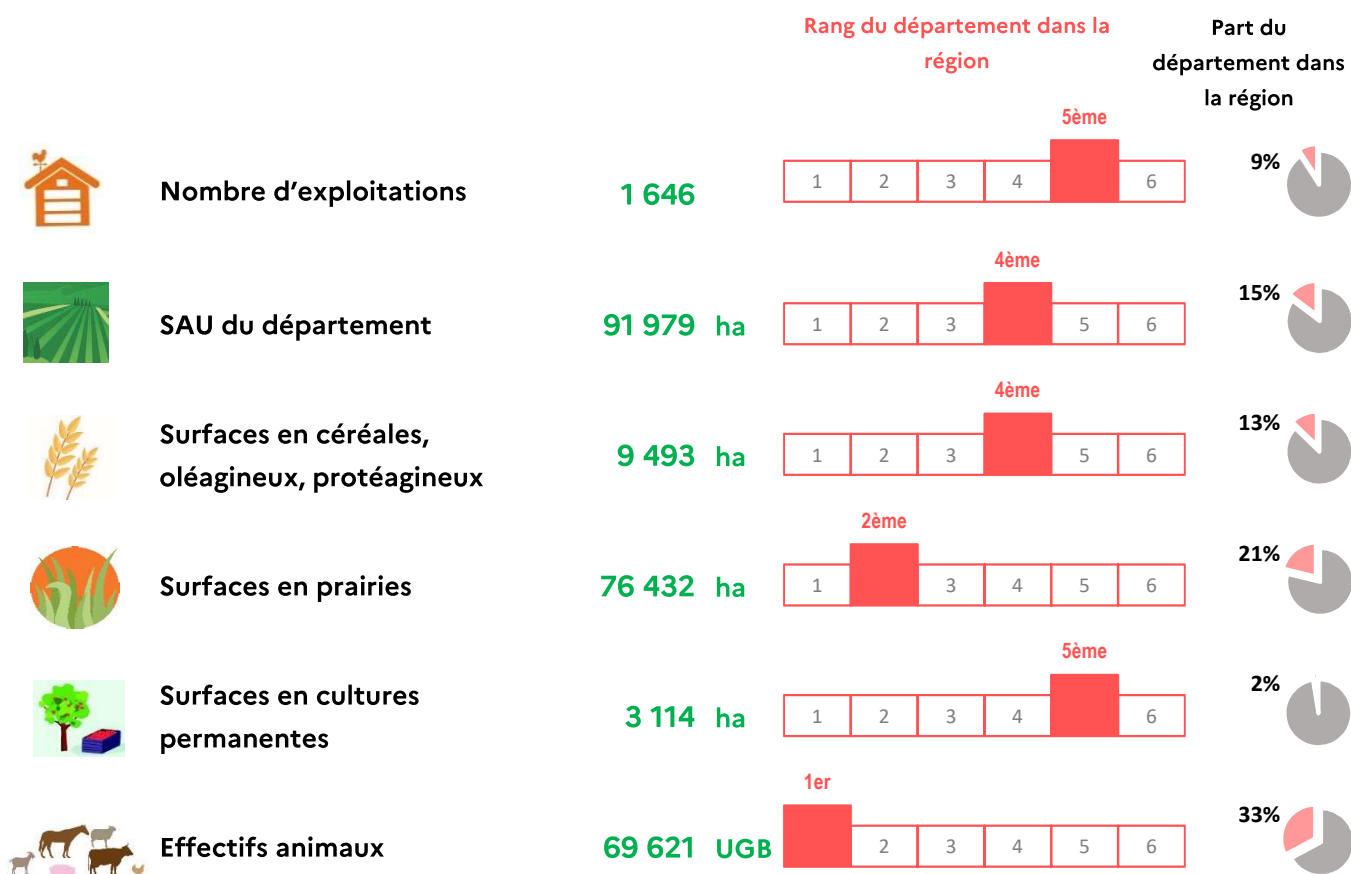 Rang du département dans la
région
Part du
département dans
la région
5ème
Nombre d'exploitations 1 646 1 2 3 4 6 9%
4ème
SAU du département 91 979 ha 1 2 3 5 6 15%
4ème
Surfaces en céréales,
oléagineux, protéagineux 9 493 ha 1 2 3 5 6 13%
2ème
Surfaces en prairies 76 432 ha 1 3 4 5 6 21%
5ème
Surfaces en cultures
permanentes 3 114 ha 1 2 3 4 6 2%
1er
Effectifs animaux 69 621 UGB 2 3 4 5 6 33%